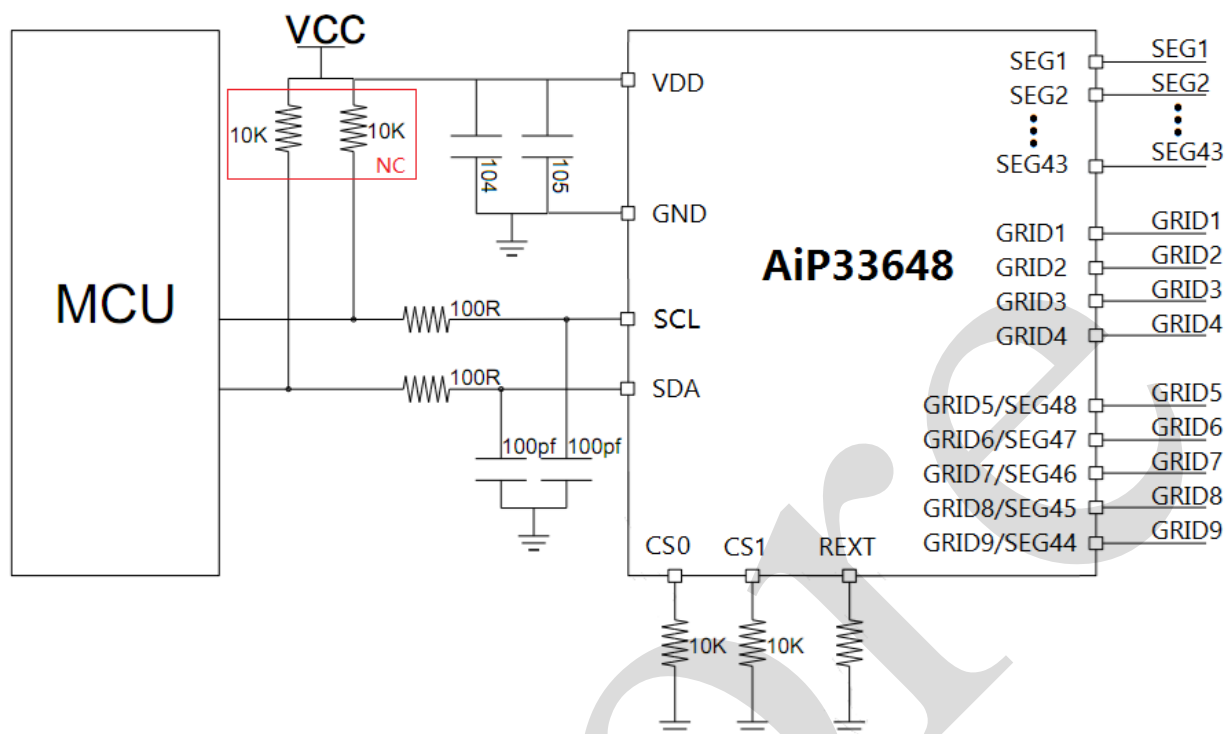 VCC
10K
10K
NC
104
105
MCU
100R
100R
100pf
100pf
VDD
GND
SCL
SDA
AiP33648
CS0
CS1
REXT
10K
10K
SEG1
SEG2
SEG43
GRID1
GRID2
GRID3
GRID4
GRID5/SEG48
GRID6/SEG47
GRID7/SEG46
GRID8/SEG45
GRID9/SEG44
SEG1
SEG2
SEG43
GRID1
GRID2
GRID3
GRID4
GRID5
GRID6
GRID7
GRID8
GRID9
ore